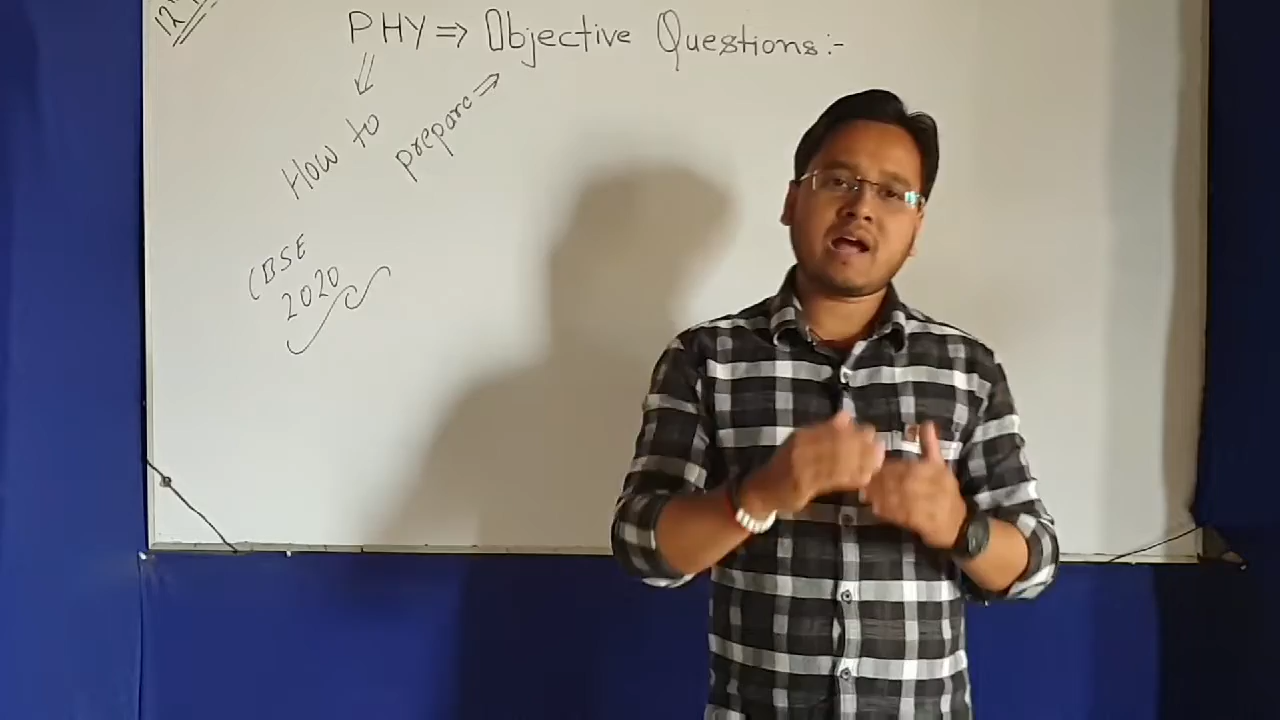 PHY ⇒ Objective Questions :-
How to prepare ⇒
CBSE
2020